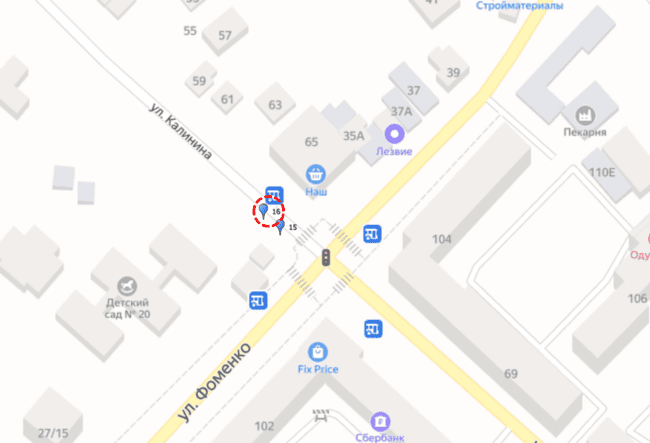 41
Стройматериалы
55
57
39
59
37
61
63
37А
ул. Калинина
65
35А
Лезвие
Пекарня
Наш
110Е
16
15
104
Оду
Детский
сад № 20
106
ул. Фоменко
Fix Price
69
102
27/15
Сбербанк